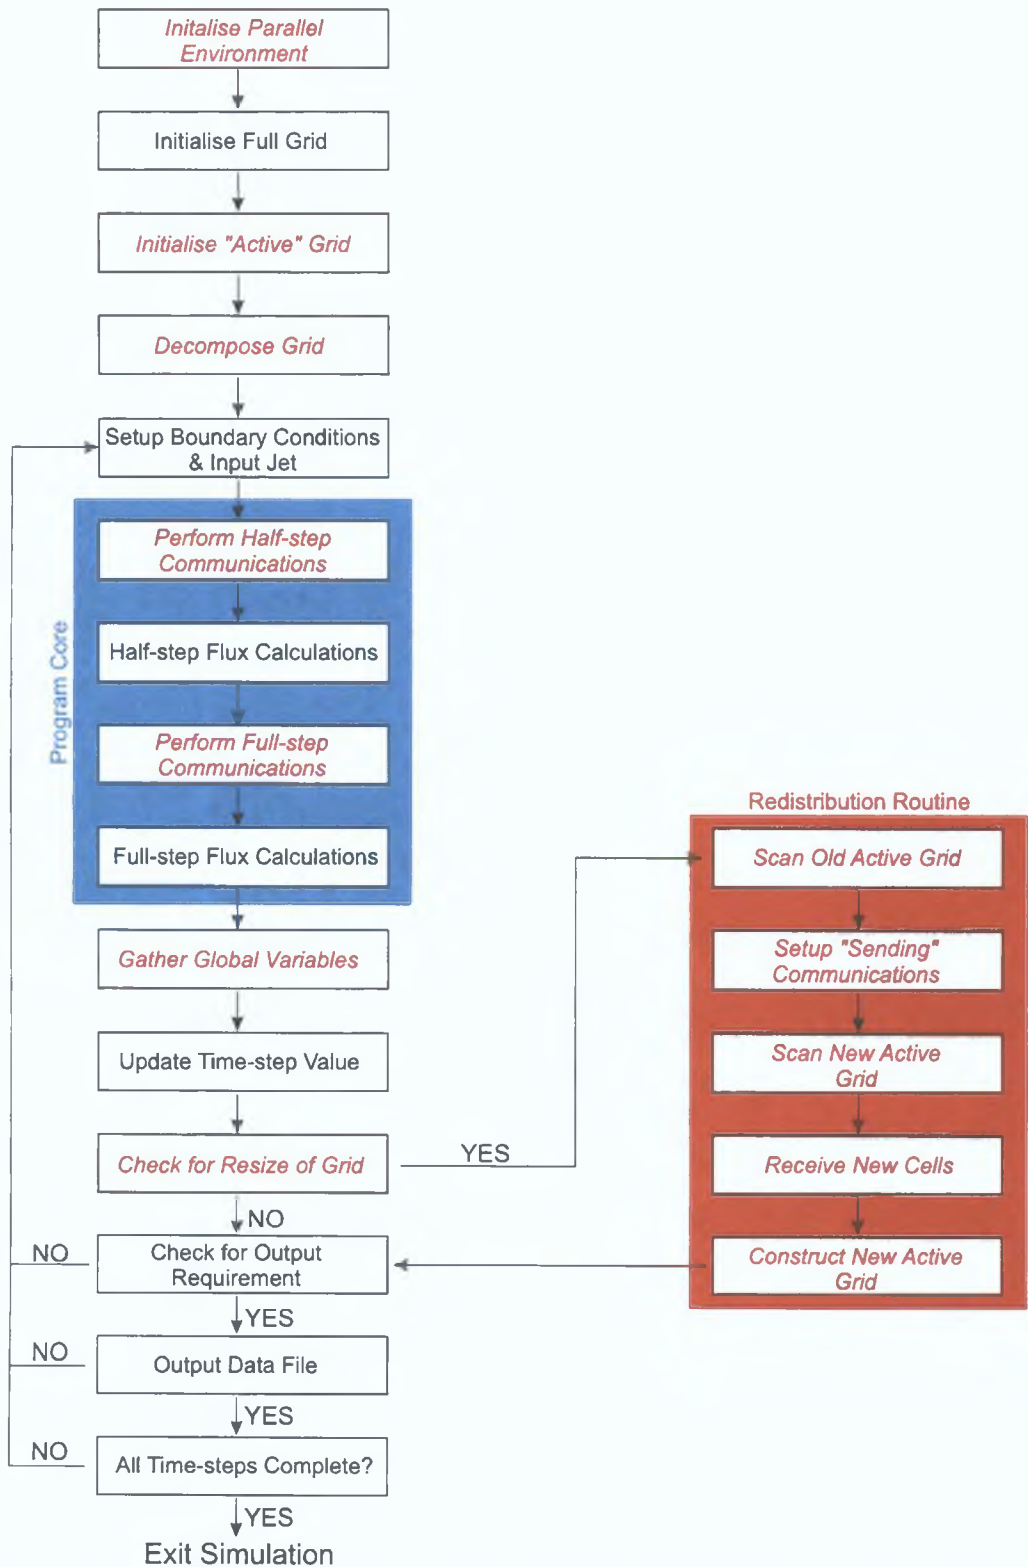 Initalise Parallel
Environment
Initialise Full Grid
Initialise "Active" Grid
Decompose Grid
Setup Boundary Conditions
& Input Jet
Program Core
Perform Half-step
Communications
Half-step Flux Calculations
Perform Full-step
Communications
Full-step Flux Calculations
Gather Global Variables
Update Time-step Value
Check for Resize of Grid
YES
NO
Redistribution Routine
Scan Old Active Grid
Setup "Sending"
Communications
Scan New Active
Grid
Receive New Cells
Construct New Active
Grid
NO
Check for Output
Requirement
YES
NO
Output Data File
YES
NO
All Time-steps Complete?
YES
Exit Simulation